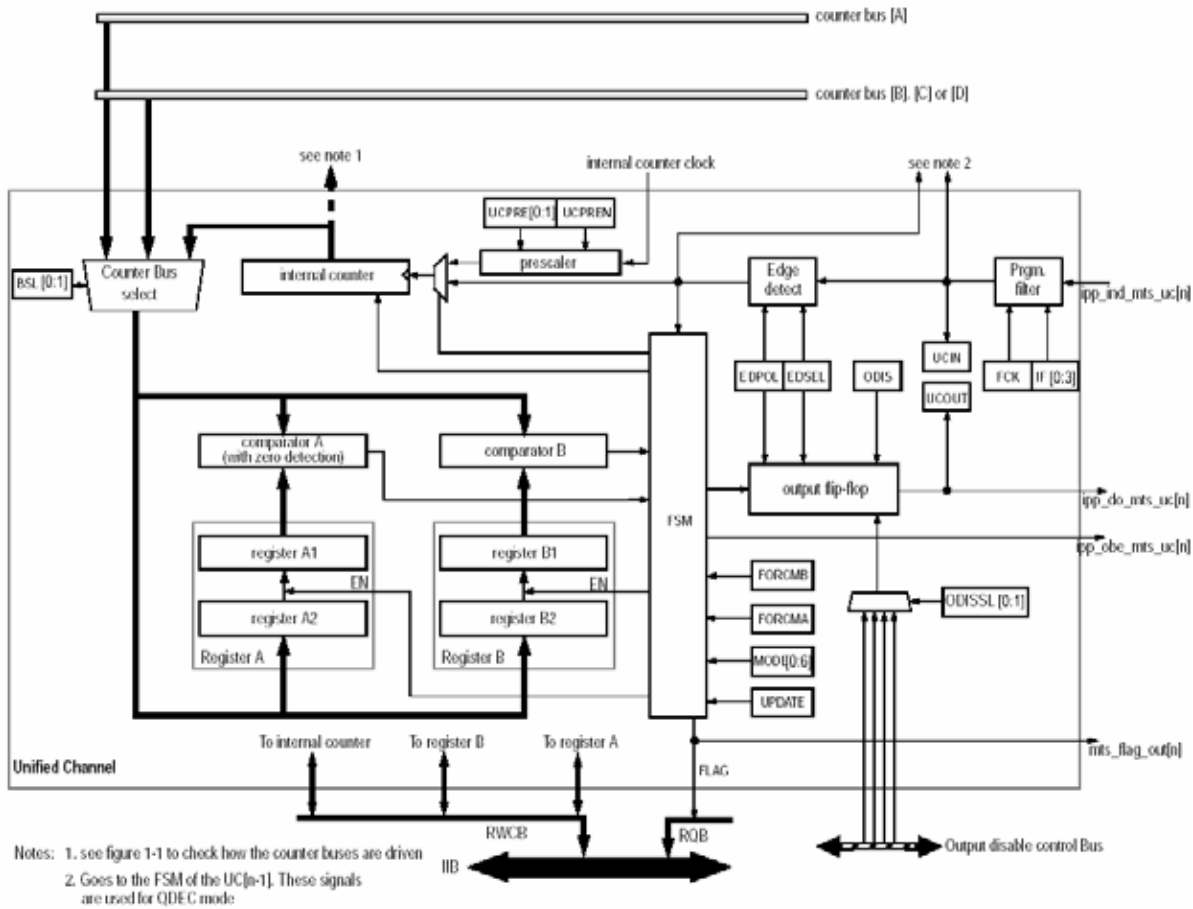 counter bus [A]
counter bus [B]. [C] or [D]
see note 1
internal counter clock
see note 2
UCPRE[0:1]
UCPREN
prescaler
Counter Bus
select
BSL[0:1]
internal counter
Edge
detect
Prgm.
filter
ipp_ind_mts_uc[n]
EDPOL
EDSEL
ODIS
UCIN
UCOUT
FCK
IF [0:3]
comparator A
(with zero detection)
comparator B
FSM
output flip-flop
ipp_do_mts_uc[n]
ipp_obe_mts_uc[n]
register A1
EN
register A2
Register A
register B1
EN
register B2
Register B
FORCMB
FORCMA
MODE[0:6]
UPDATE
ODISSL [0:1]
To internal counter
To register B
To register A
mts_flag_out[n]
Unified Channel
FLAG
RWCB
RQB
IIB
Output disable control Bus
Notes: 1. see figure 1-1 to check how the counter buses are driven
2. Goes to the FSM of the UC[n-1]. These signals
are used for QDEC mode